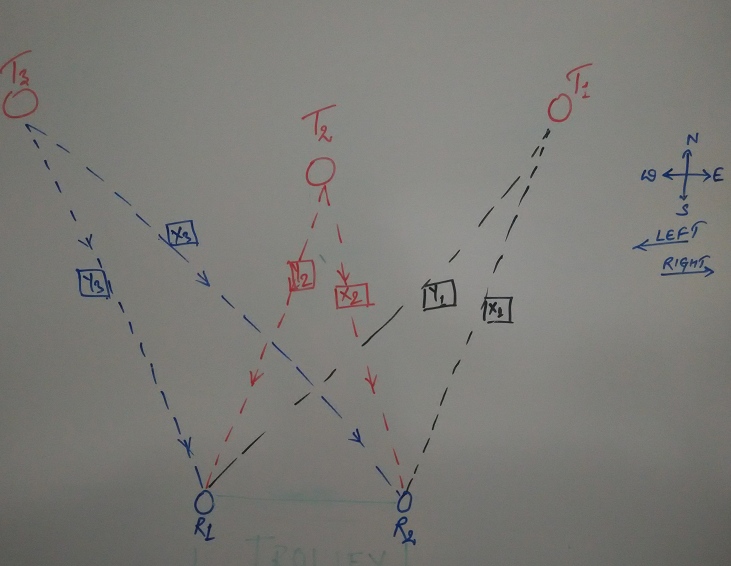 T3
T1
T2
N
W E
S
LEFT
RIGHT
X3
Y3
Y2
X2
Y1
X1
R1
R2
TROLLEY